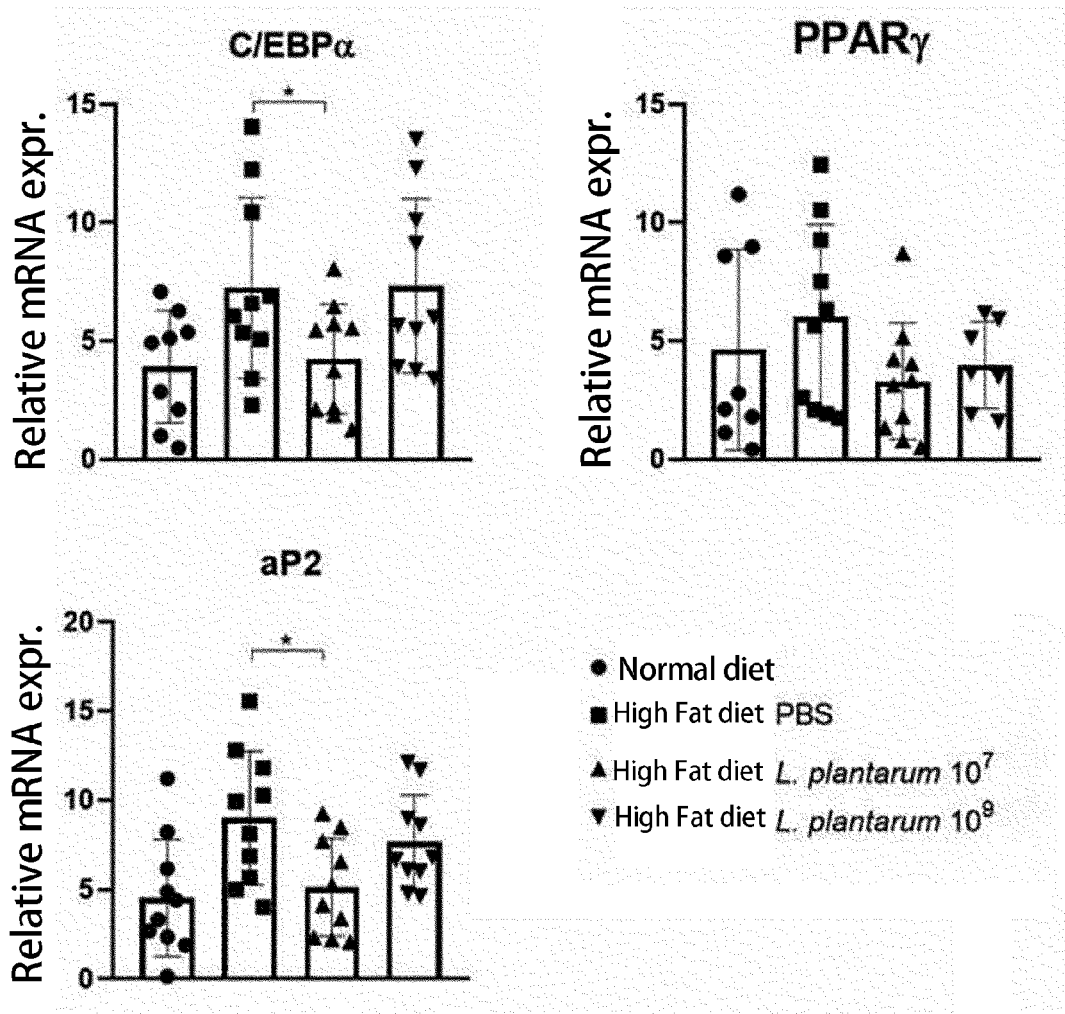 C/EBPα
*
15
10
5
0
Relative mRNA expr.
PPARγ
15
10
5
0
Relative mRNA expr.
aP2
*
20
15
10
5
0
Relative mRNA expr.
Normal diet
High Fat diet PBS
High Fat diet L. plantarum 10⁷
High Fat diet L. plantarum 10⁹